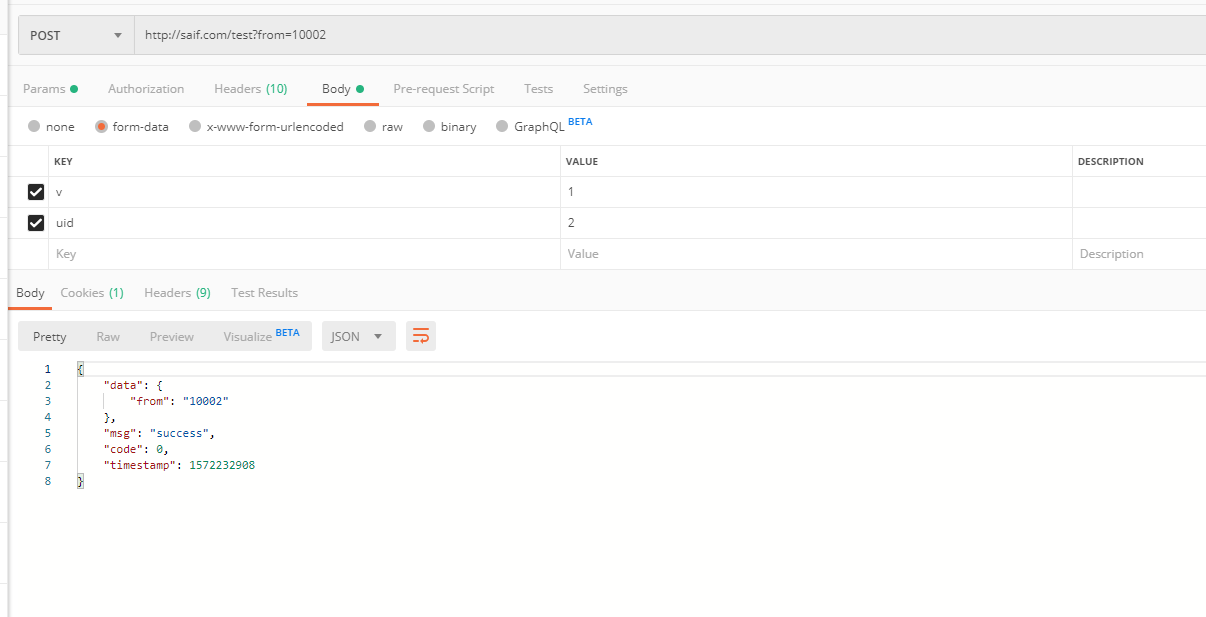 POST http://saif.com/test?from=10002
Params Authorization Headers (10) Body Pre-request Script Tests Settings
none form-data x-www-form-urlencoded raw binary GraphQL BETA
KEY VALUE DESCRIPTION
v 1
uid 2
Key Value Description
Body Cookies (1) Headers (9) Test Results
Pretty Raw Preview Visualize BETA JSON
1 {
2 "data": {
3 "from": "10002"
4 },
5 "msg": "success",
6 "code": 0,
7 "timestamp": 1572232908
8 }